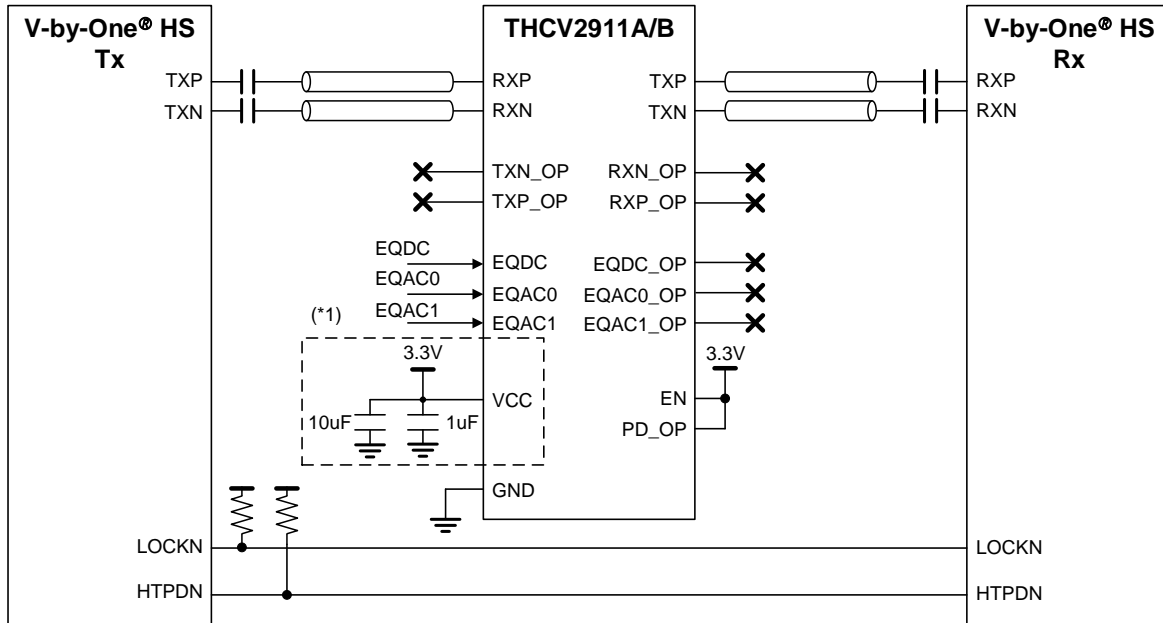 V-by-One® HS
Tx
THCV2911A/B
V-by-One® HS
Rx
TXP
RXP
TXP
RXP
TXN
RXN
TXN
RXN
TXN_OP
RXN_OP
TXP_OP
RXP_OP
EQDC
EQDC
EQDC_OP
EQAC0
EQAC0
EQAC0_OP
EQAC1
EQAC1
EQAC1_OP
(*1)
3.3V
3.3V
VCC
EN
10uF
1uF
PD_OP
GND
LOCKN
LOCKN
HTPDN
HTPDN